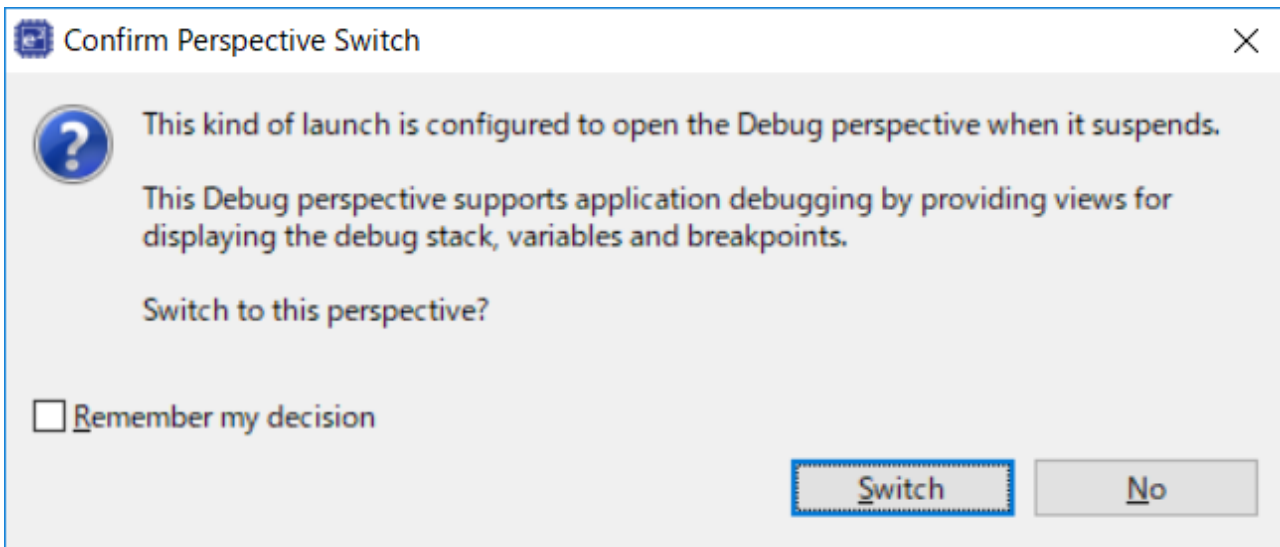 Confirm Perspective Switch
This kind of launch is configured to open the Debug perspective when it suspends.
This Debug perspective supports application debugging by providing views for
displaying the debug stack, variables and breakpoints.
Switch to this perspective?
Remember my decision
Switch
No